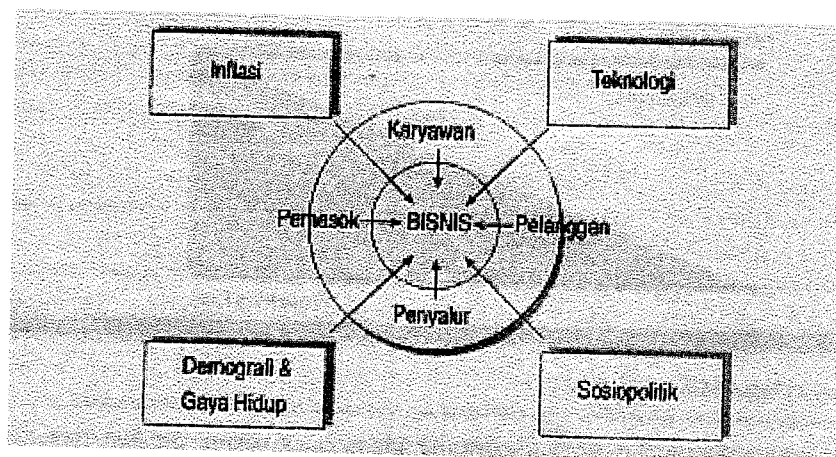 Inflasi
Teknologi
Karyawan
Pemasok
BISNIS
Pelanggan
Penyalur
Demografi &
Gaya Hidup
Sosiopolitik